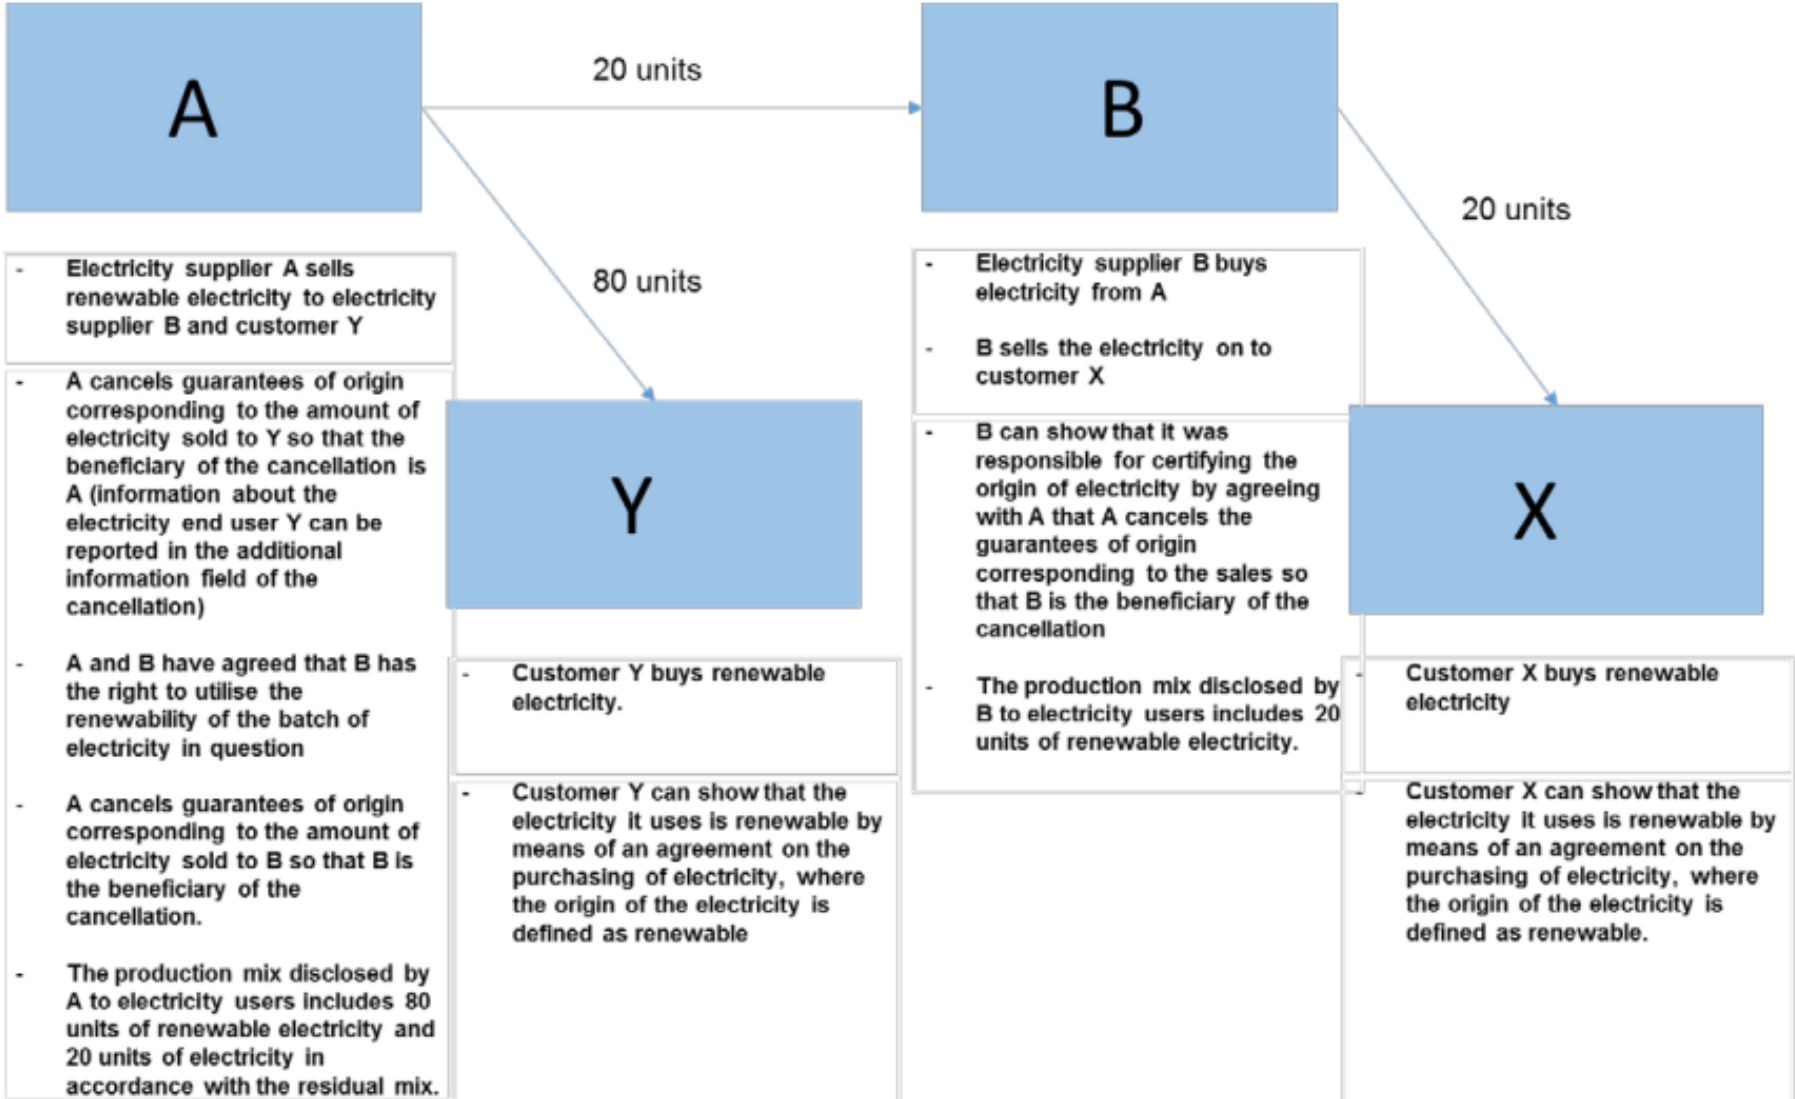 A
20 units
B
20 units
80 units
- Electricity supplier A sells
renewable electricity to electricity
supplier B and customer Y
- A cancels guarantees of origin
corresponding to the amount of
electricity sold to Y so that the
beneficiary of the cancellation is
A (information about the
electricity end user Y can be
reported in the additional
information field of the
cancellation)
- A and B have agreed that B has
the right to utilise the
renewability of the batch of
electricity in question
- A cancels guarantees of origin
corresponding to the amount of
electricity sold to B so that B is
the beneficiary of the
cancellation.
- The production mix disclosed by
A to electricity users includes 80
units of renewable electricity and
20 units of electricity in
accordance with the residual mix.
Y
- Customer Y buys renewable
electricity.
- Customer Y can show that the
electricity it uses is renewable by
means of an agreement on the
purchasing of electricity, where
the origin of the electricity is
defined as renewable
- Electricity supplier B buys
electricity from A
- B sells the electricity on to
customer X
- B can show that it was
responsible for certifying the
origin of electricity by agreeing
with A that A cancels the
guarantees of origin
corresponding to the sales so
that B is the beneficiary of the
cancellation
- The production mix disclosed by
B to electricity users includes 20
units of renewable electricity.
X
- Customer X buys renewable
electricity
- Customer X can show that the
electricity it uses is renewable by
means of an agreement on the
purchasing of electricity, where
the origin of the electricity is
defined as renewable.